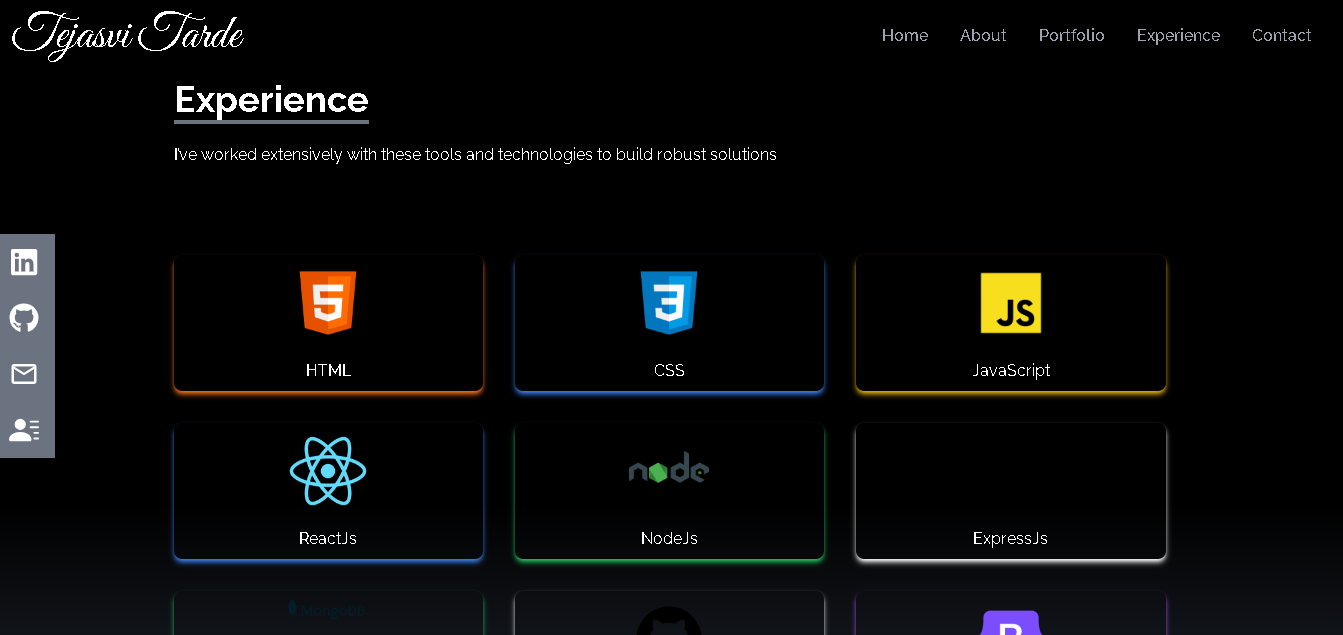 Tejasvi Tarde
Home About Portfolio Experience Contact
Experience
I've worked extensively with these tools and technologies to build robust solutions
in
5
3
JS
HTML
CSS
JavaScript
node
ReactJs
NodeJs
ExpressJs
MongoDB
B